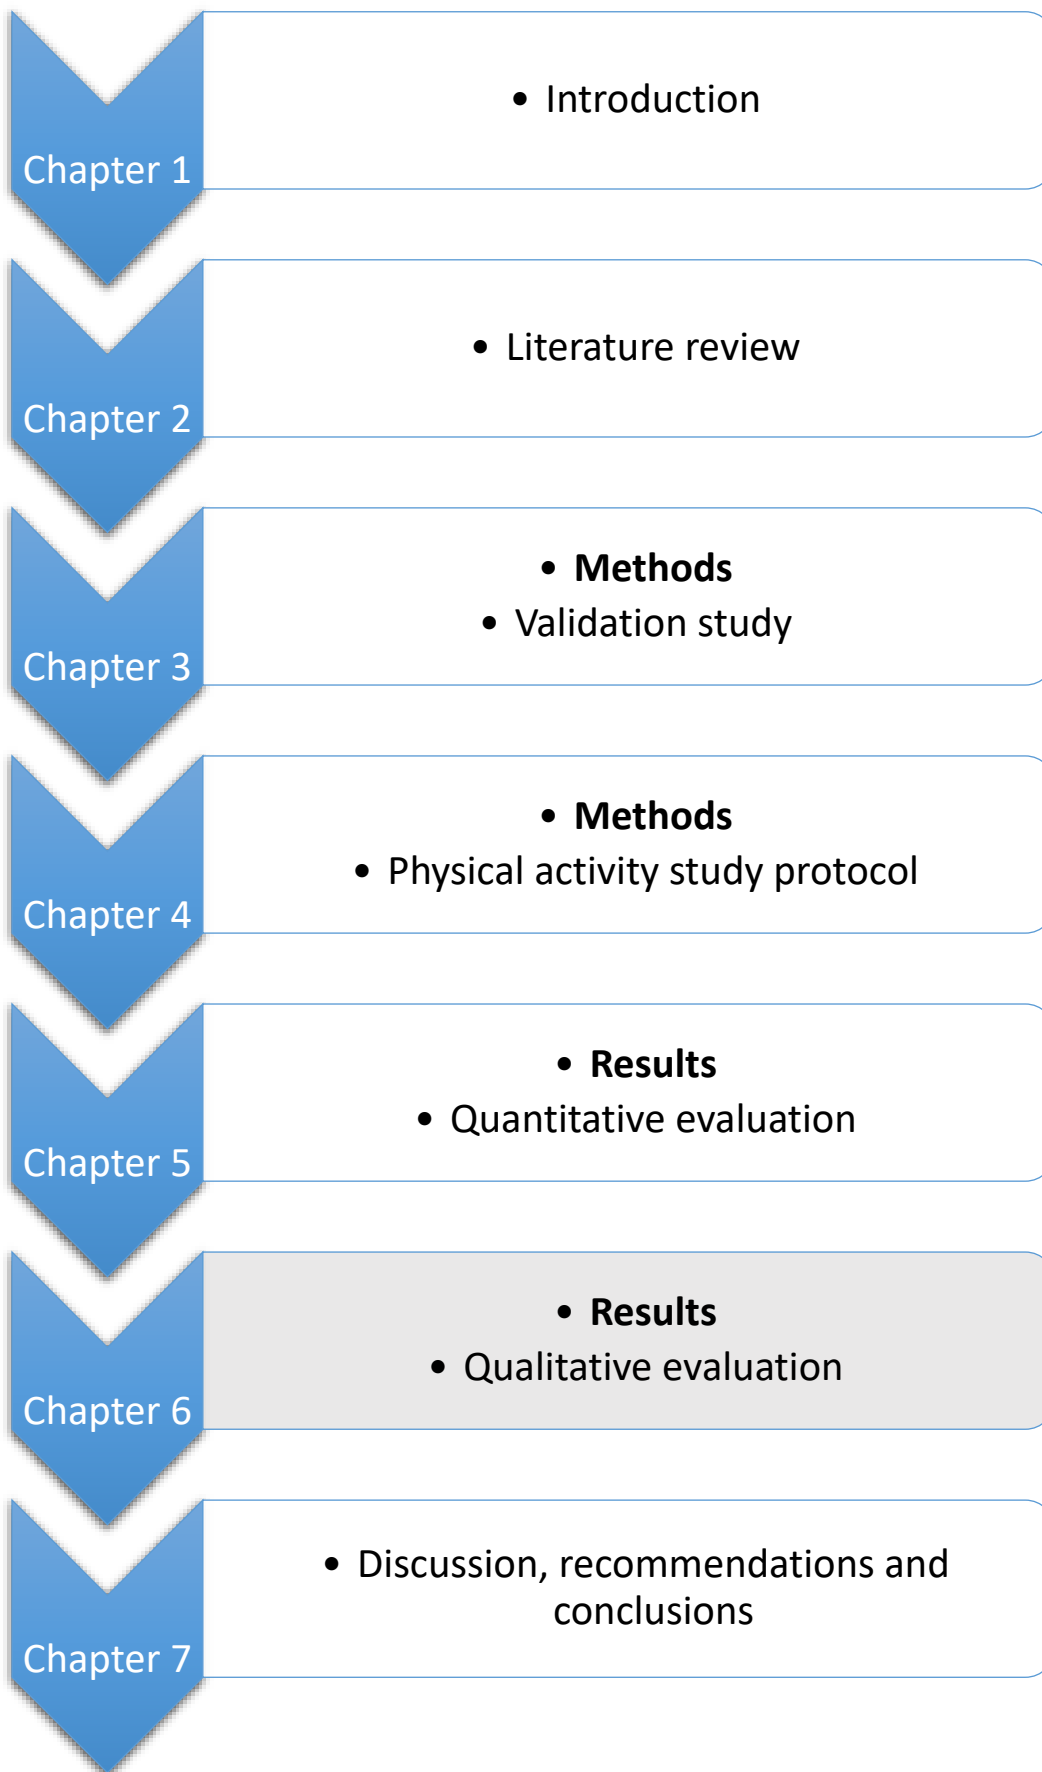 • Introduction
Chapter 1
• Literature review
Chapter 2
• Methods
• Validation study
Chapter 3
• Methods
• Physical activity study protocol
Chapter 4
• Results
• Quantitative evaluation
Chapter 5
• Results
• Qualitative evaluation
Chapter 6
• Discussion, recommendations and
conclusions
Chapter 7